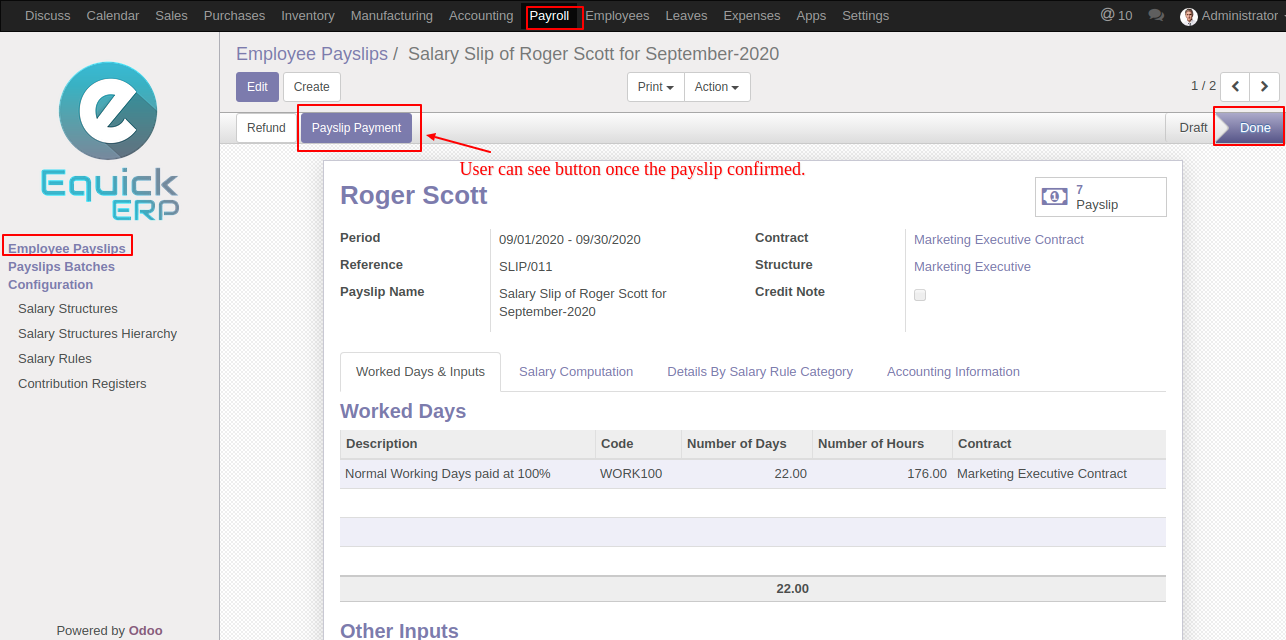 Discuss Calendar Sales Purchases Inventory Manufacturing Accounting Payroll Employees Leaves Expenses Apps Settings @ 10 Administrator
Employee Payslips / Salary Slip of Roger Scott for September-2020
Edit Create Print Action 1 / 2
Refund Payslip Payment Draft Done
User can see button once the payslip confirmed.
e
Equick
ERP
Employee Payslips
Payslips Batches
Configuration
Salary Structures
Salary Structures Hierarchy
Salary Rules
Contribution Registers
Powered by Odoo
Roger Scott
1
7
Payslip
Period 09/01/2020 - 09/30/2020 Contract Marketing Executive Contract
Reference SLIP/011 Structure Marketing Executive
Payslip Name Salary Slip of Roger Scott for Credit Note
September-2020
Worked Days & Inputs Salary Computation Details By Salary Rule Category Accounting Information
Worked Days
Description Code Number of Days Number of Hours Contract
Normal Working Days paid at 100% WORK100 22.00 176.00 Marketing Executive Contract
22.00
Other Inputs